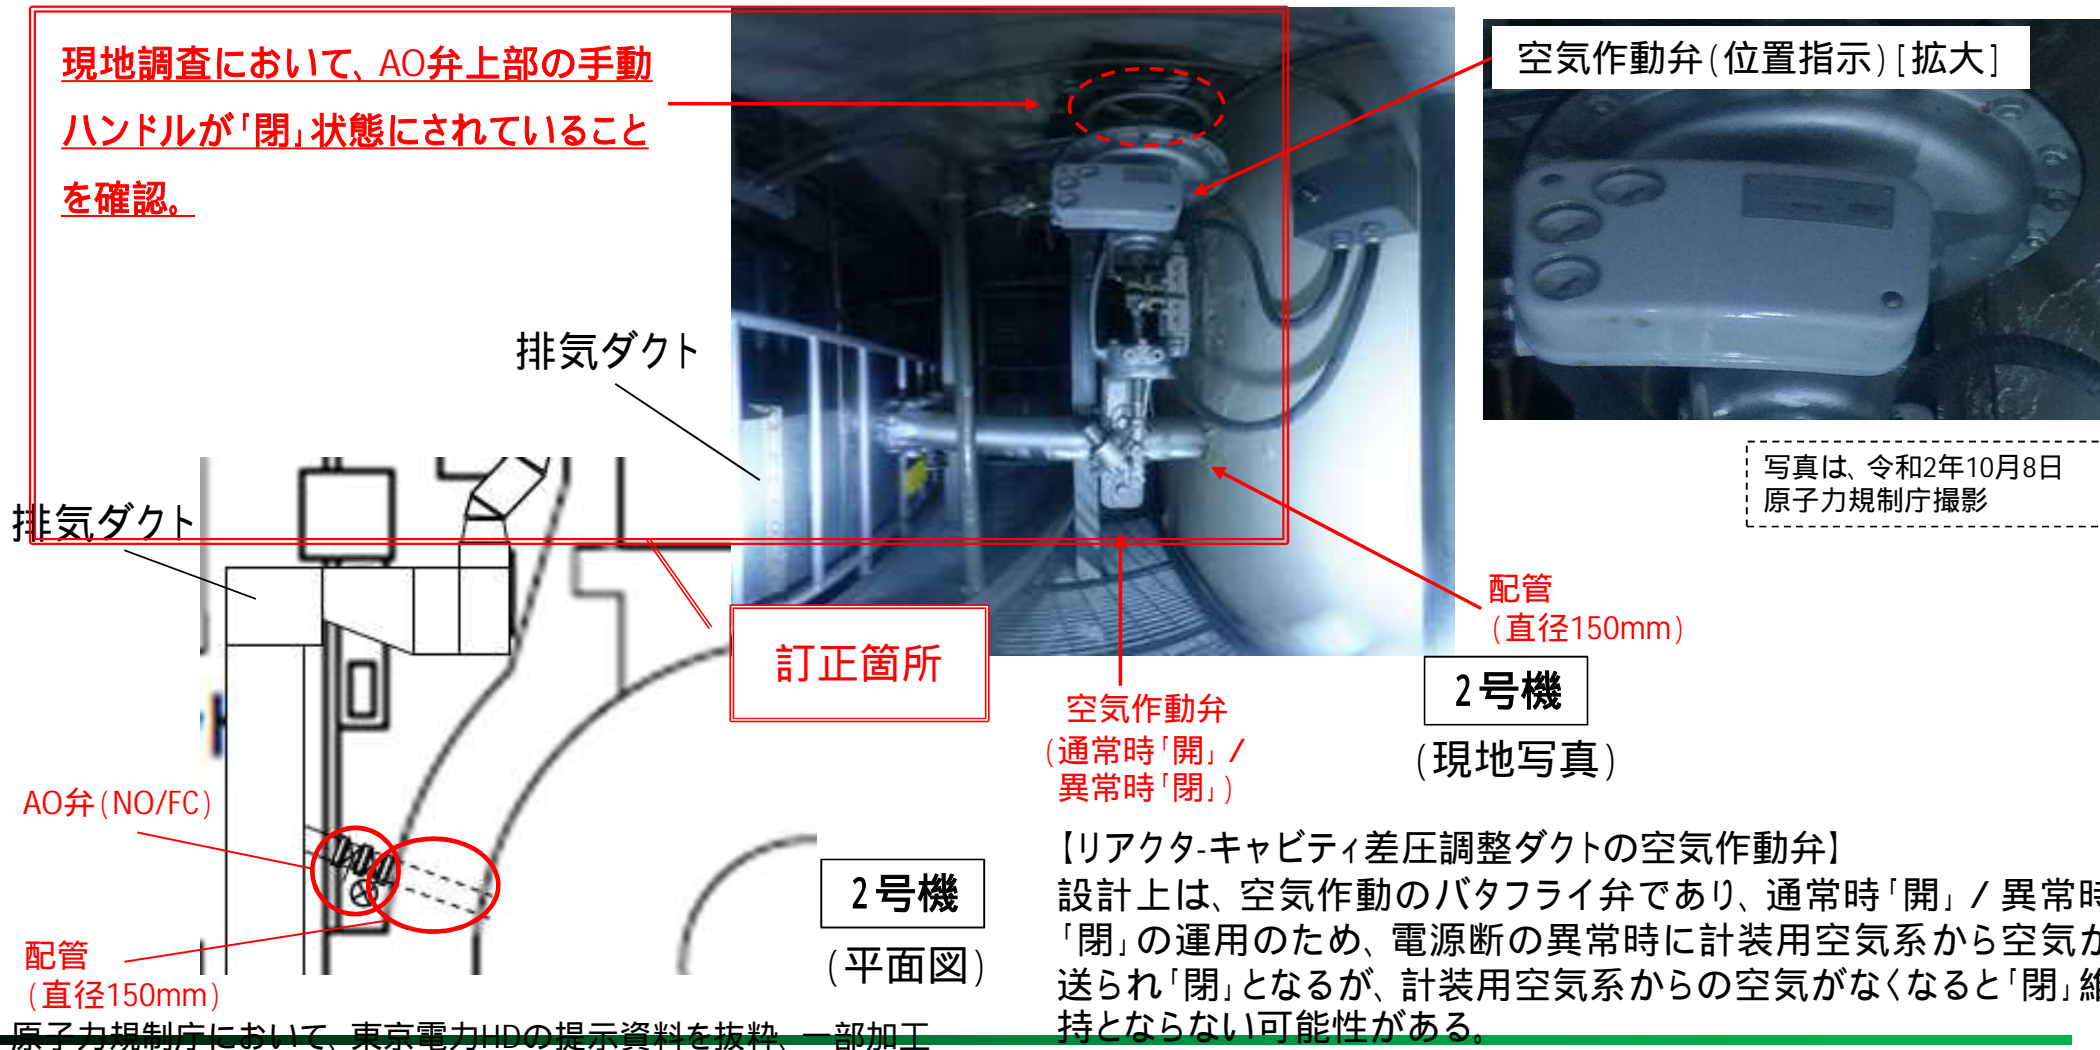 現地調査において、AO弁上部の手動
ハンドルが「閉」状態にされていること
を確認。
空気作動弁(位置指示)[拡大]
写真は、令和2年10月8日
原子力規制庁撮影
排気ダクト
排気ダクト
訂正箇所
配管
(直径150mm)
2号機
(現地写真)
空気作動弁
(通常時「開」/
異常時「閉」)
AO弁(NO/FC)
配管
(直径150mm)
2号機
(平面図)
【リアクタ-キャビティ差圧調整ダクトの空気作動弁】
設計上は、空気作動のバタフライ弁であり、通常時「開」/異常時
「閉」の運用のため、電源断の異常時に計装用空気系から空気が
送られ「閉」となるが、計装用空気系からの空気がなくなると「閉」維
持とならない可能性がある。
原子力規制庁において、東京電力HDの提示資料を抜粋、一部加工